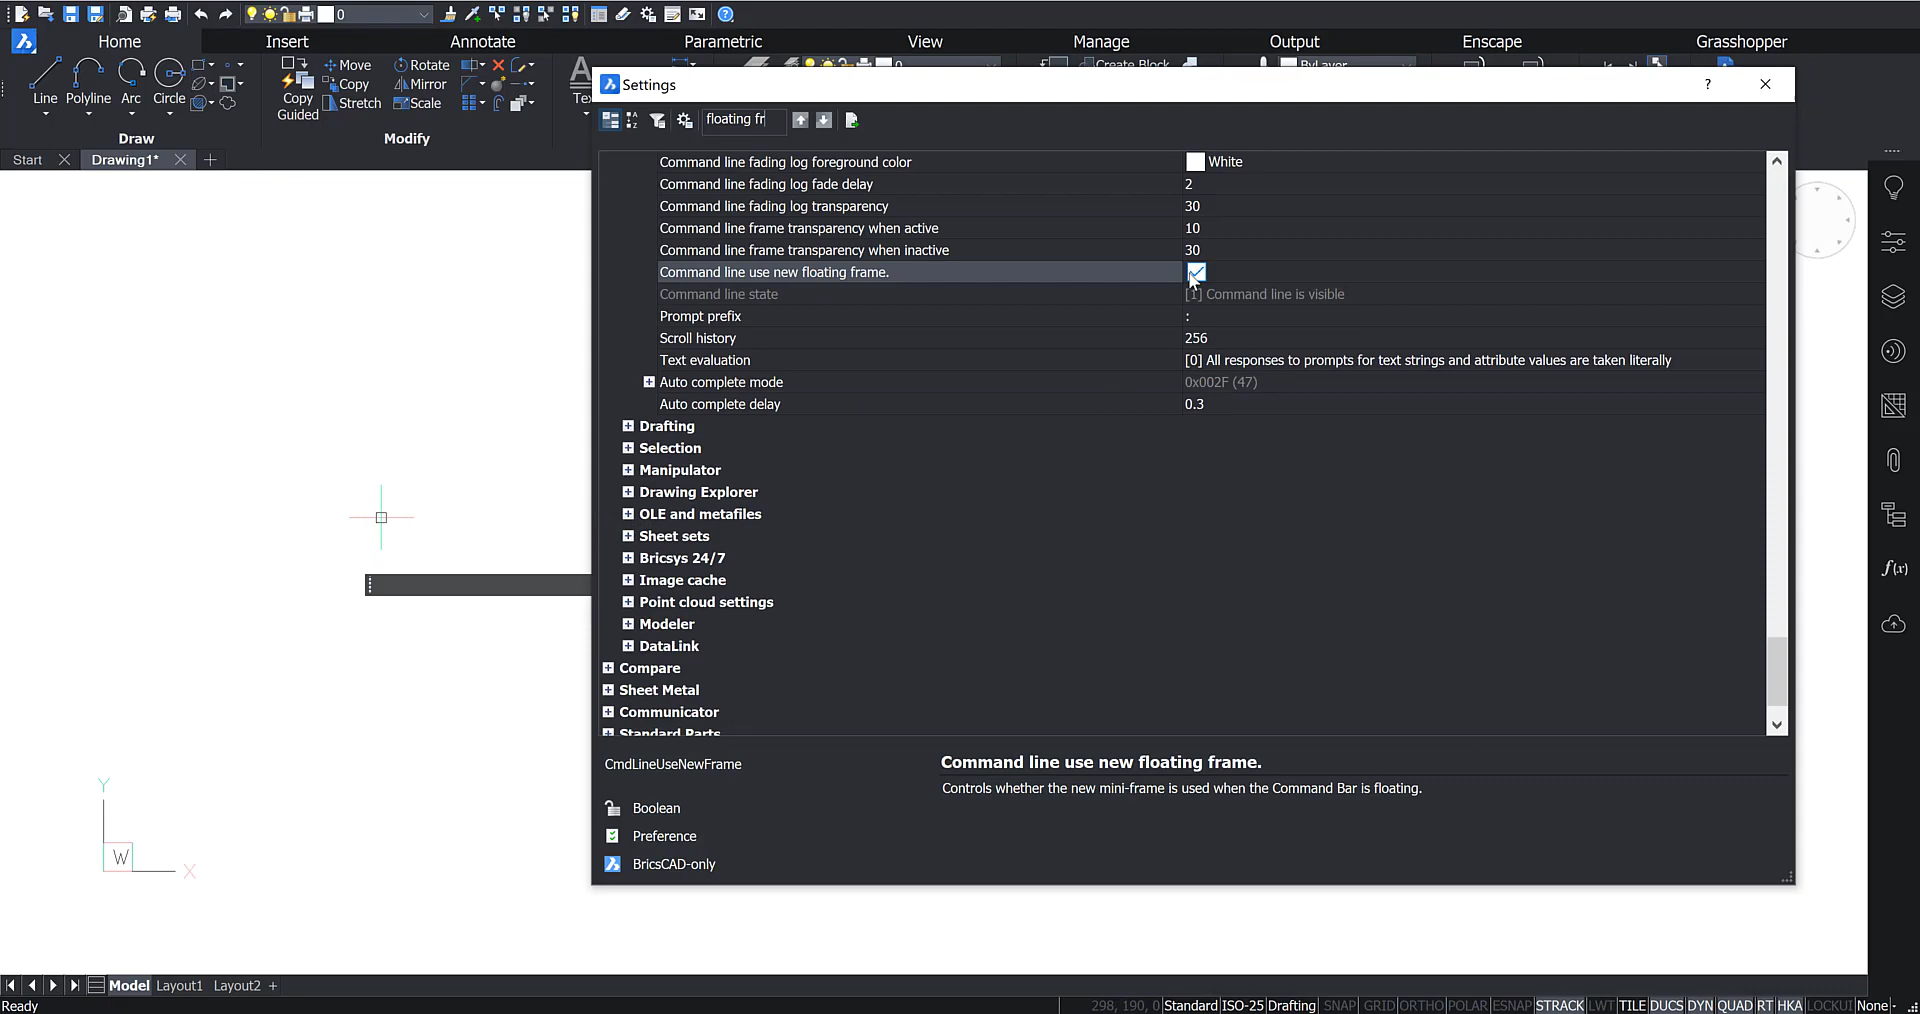 0
Home Insert Annotate Parametric View Manage Output Enscape Grasshopper
Line Polyline Arc Circle
Move Rotate
Copy Mirror
Stretch Scale
Copy
Guided
Draw Modify
A
0
Create Block
ByLayer
Start Drawing1*
Settings ?
floating fr
Command line fading log foreground color White
Command line fading log fade delay 2
Command line fading log transparency 30
Command line frame transparency when active 10
Command line frame transparency when inactive 30
Command line use new floating frame.
Command line state [1] Command line is visible
Prompt prefix :
Scroll history 256
Text evaluation [0] All responses to prompts for text strings and attribute values are taken literally
Auto complete mode 0x002F (47)
Auto complete delay 0.3
Drafting
Selection
Manipulator
Drawing Explorer
OLE and metafiles
Sheet sets
Bricsys 24/7
Image cache
Point cloud settings
Modeler
DataLink
Compare
Sheet Metal
Communicator
Standard Parts
CmdLineUseNewFrame
Boolean
Preference
BricsCAD-only
Command line use new floating frame.
Controls whether the new mini-frame is used when the Command Bar is floating.
f(x)
Y
W
X
Model Layout1 Layout2 +
Ready
298, 190, 0 Standard ISO-25 Drafting SNAP GRID ORTHO POLAR ESNAP STRACK LWT TILE DUCS DYN QUAD RT HKA LOCKUI None